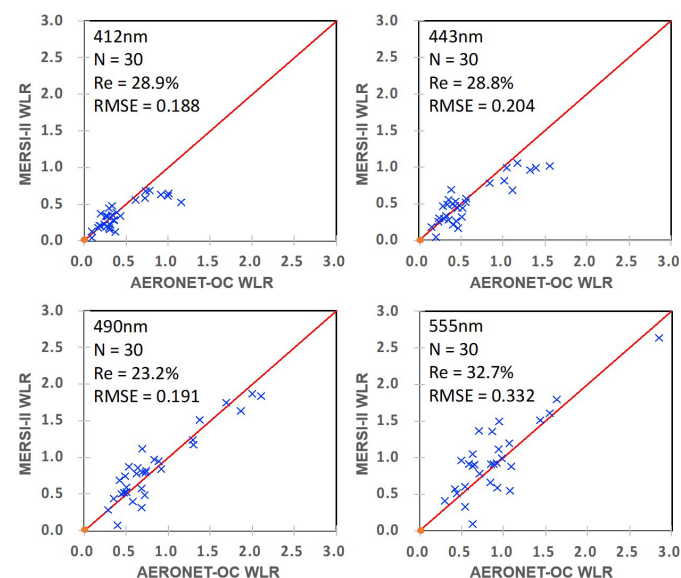 412nm
N = 30
Re = 28.9%
RMSE = 0.188
3.0
2.5
2.0
1.5
1.0
0.5
0.0
MERSI-II WLR
0.0 0.5 1.0 1.5 2.0 2.5 3.0
AERONET-OC WLR
443nm
N = 30
Re = 28.8%
RMSE = 0.204
3.0
2.5
2.0
1.5
1.0
0.5
0.0
MERSI-II WLR
0.0 0.5 1.0 1.5 2.0 2.5 3.0
AERONET-OC WLR
490nm
N = 30
Re = 23.2%
RMSE = 0.191
3.0
2.5
2.0
1.5
1.0
0.5
0.0
MERSI-II WLR
0.0 0.5 1.0 1.5 2.0 2.5 3.0
AERONET-OC WLR
555nm
N = 30
Re = 32.7%
RMSE = 0.332
3.0
2.5
2.0
1.5
1.0
0.5
0.0
MERSI-II WLR
0.0 0.5 1.0 1.5 2.0 2.5 3.0
AERONET-OC WLR